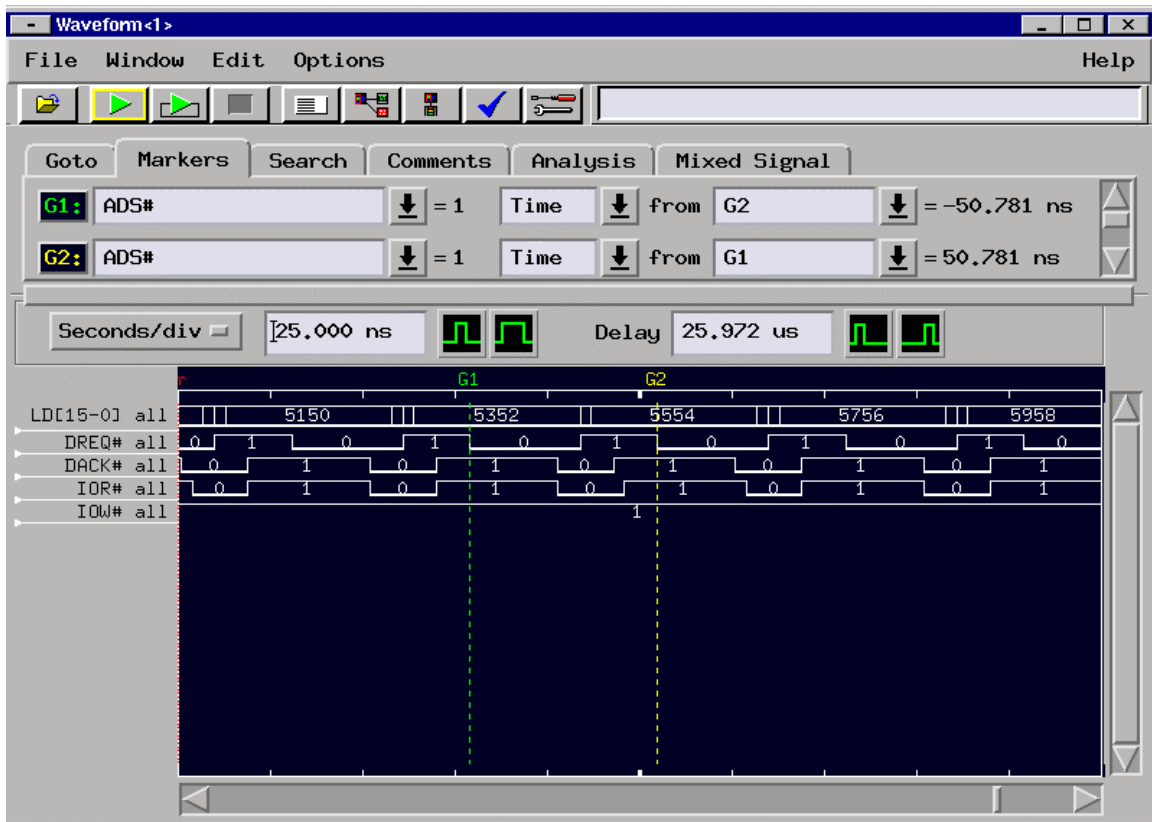 Waveform<1>
File Window Edit Options Help
Goto Markers Search Comments Analysis Mixed Signal
G1: ADS# = 1 Time from G2 = -50.781 ns
G2: ADS# = 1 Time from G1 = 50.781 ns
Seconds/div 25.000 ns Delay 25.972 us
r G1 G2
LD[15-0] all 5150 5352 5554 5756 5958
DREQ# all 0 1 0 1 0 1 0 1 0 1 0
DACK# all 0 1 0 1 0 1 0 1 0 1
IOR# all 0 1 0 1 0 1 0 1 0 1
IOW# all 1